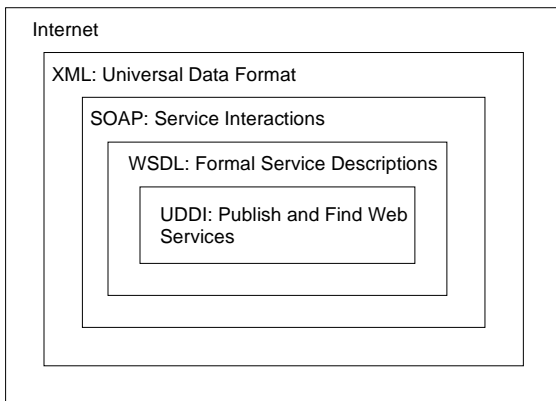 Internet
XML: Universal Data Format
SOAP: Service Interactions
WSDL: Formal Service Descriptions
UDDI: Publish and Find Web
Services